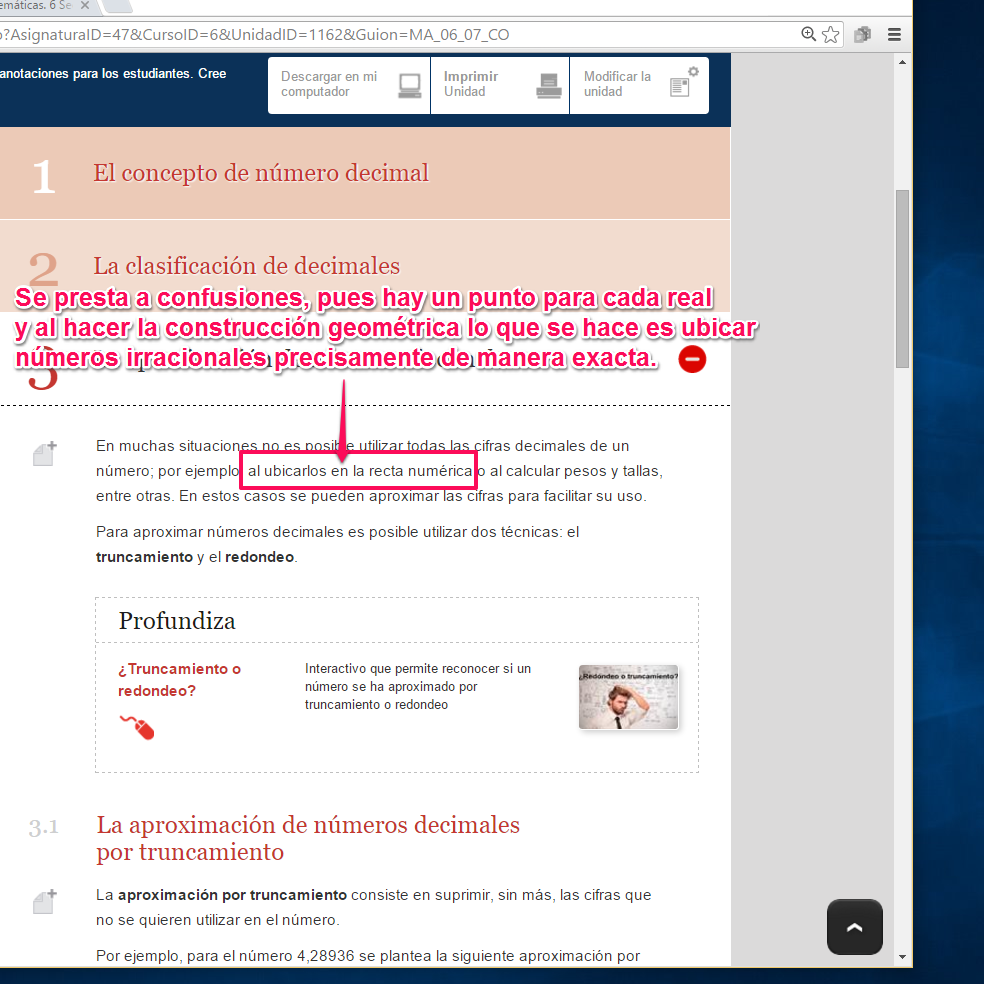 emáticas. 6 Se
o?AsignaturaID=47&CursoID=6&UnidadID=1162&Guion=MA_06_07_CO
anotaciones para los estudiantes. Cree
Descargar en mi
computador
Imprimir
Unidad
Modificar la
unidad
1
El concepto de número decimal
2
La clasificación de decimales
Se presta a confusiones, pues hay un punto para cada real
y al hacer la construcción geométrica lo que se hace es ubicar
números irracionales precisamente de manera exacta.
3
En muchas situaciones no es posible utilizar todas las cifras decimales de un
número; por ejemplo al ubicarlos en la recta numérica o al calcular pesos y tallas,
entre otras. En estos casos se pueden aproximar las cifras para facilitar su uso.
Para aproximar números decimales es posible utilizar dos técnicas: el
truncamiento y el redondeo.
Profundiza
¿Truncamiento o
redondeo?
Interactivo que permite reconocer si un
número se ha aproximado por
truncamiento o redondeo
¿Redondeo o truncamiento?
3.1
La aproximación de números decimales
por truncamiento
La aproximación por truncamiento consiste en suprimir, sin más, las cifras que
no se quieren utilizar en el número.
Por ejemplo, para el número 4,28936 se plantea la siguiente aproximación por